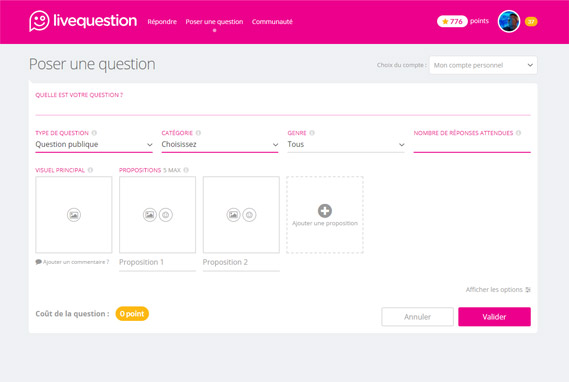 livequestion Répondre Poser une question Communauté 776 points
Poser une question
Choix du compte : Mon compte personnel
QUELLE EST VOTRE QUESTION ?
TYPE DE QUESTION CATÉGORIE GENRE NOMBRE DE RÉPONSES ATTENDUES
Question publique Choisissez Tous
VISUEL PRINCIPAL PROPOSITIONS 5 MAX
Ajouter une proposition
Ajouter un commentaire ? Proposition 1 Proposition 2
Afficher les options
Coût de la question : 0 point Annuler Valider